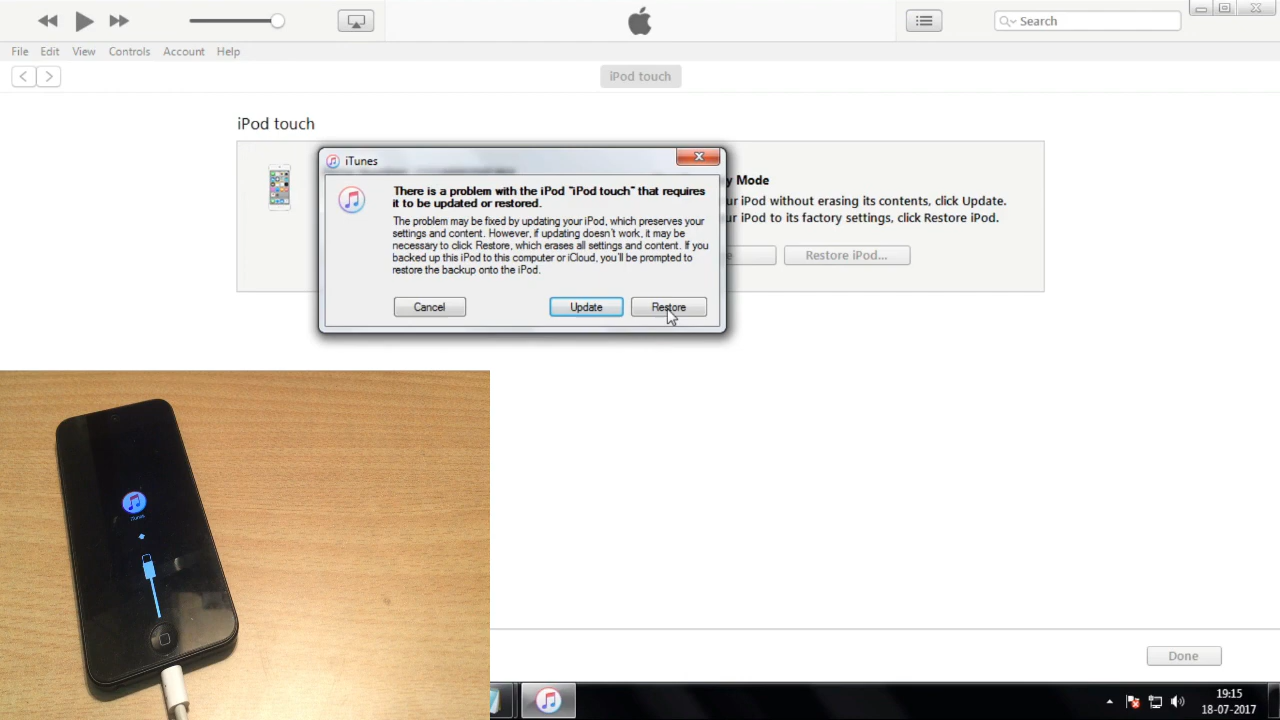 Search
File Edit View Controls Account Help
iPod touch
iPod touch
iTunes
There is a problem with the iPod "iPod touch" that requires
it to be updated or restored.
The problem may be fixed by updating your iPod, which preserves your
settings and content. However, if updating doesn't work, it may be
necessary to click Restore, which erases all settings and content. If you
backed up this iPod to this computer or iCloud, you'll be prompted to
restore the backup onto the iPod.
Cancel Update Restore
Mode
iPod without erasing its contents, click Update.
iPod to its factory settings, click Restore iPod.
Restore iPod...
iTunes
Done
19:15
18-07-2017